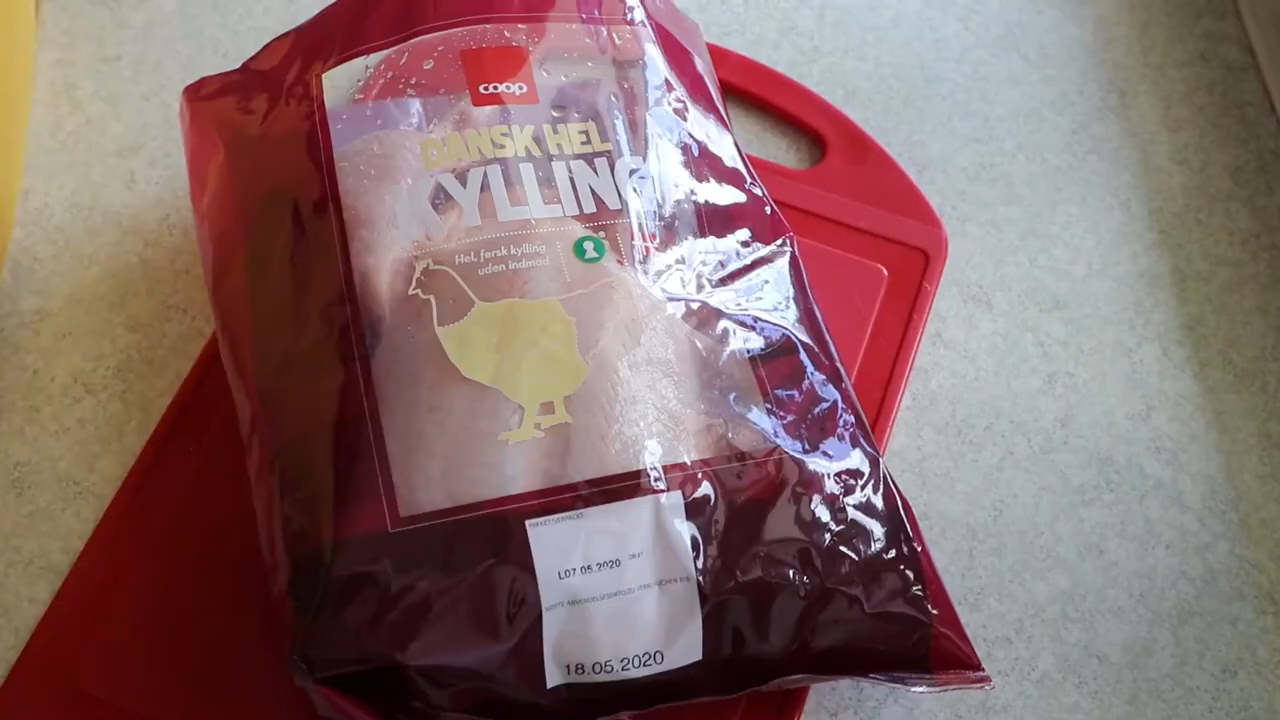 coop
DANSK HEL
KYLLING
Hel, fersk kylling
uden indmad
L07.05.2020
18.05.2020